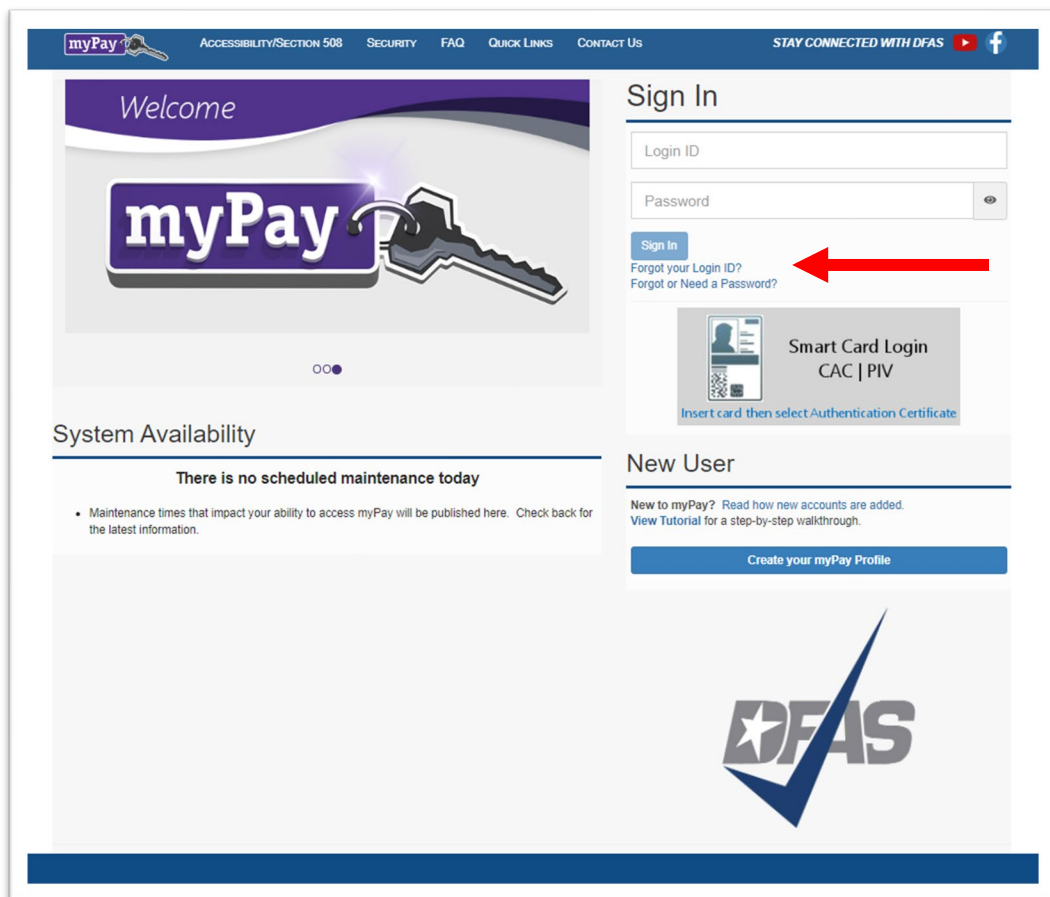 myPay
ACCESSIBILITY/SECTION 508
SECURITY
FAQ
QUICK LINKS
CONTACT US
STAY CONNECTED WITH DFAS
Welcome
myPay
System Availability
There is no scheduled maintenance today
• Maintenance times that impact your ability to access myPay will be published here. Check back for
the latest information.
Sign In
Login ID
Password
Sign In
Forgot your Login ID?
Forgot or Need a Password?
Smart Card Login
CAC | PIV
Insert card then select Authentication Certificate
New User
New to myPay? Read how new accounts are added.
View Tutorial for a step-by-step walkthrough.
Create your myPay Profile
DFAS